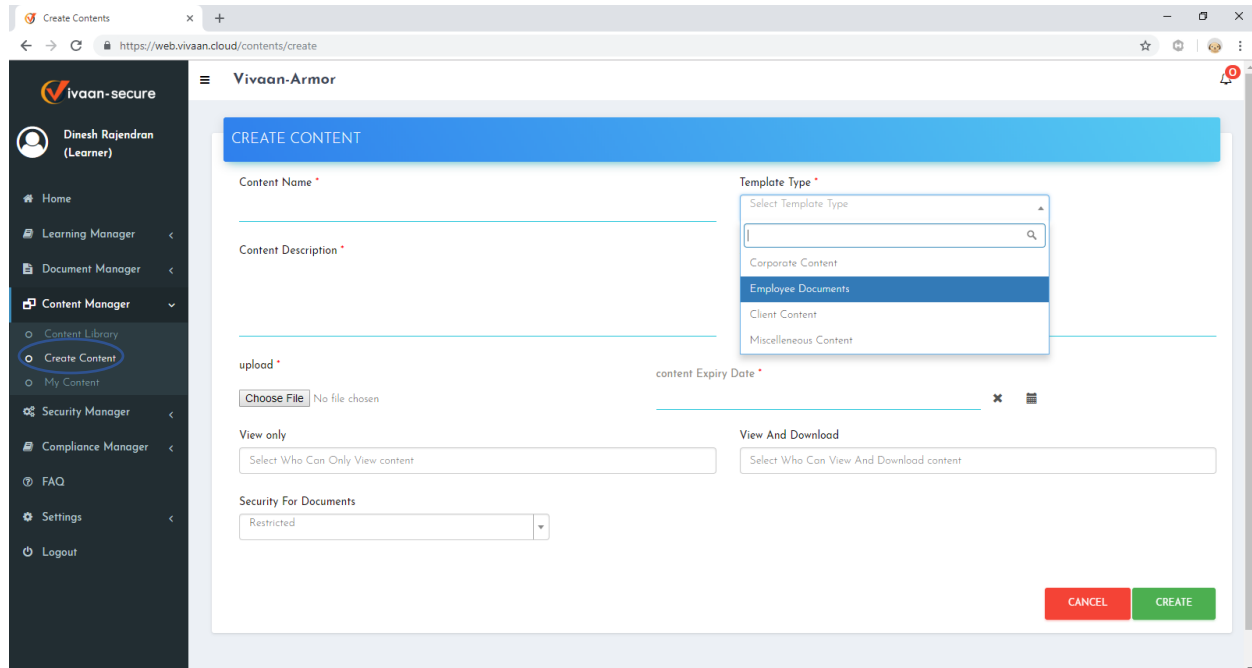 Create Contents
https://web.vivaan.cloud/contents/create
Vivaan-secure
Vivaan-Armor
0
Dinesh Rajendran
(Learner)
Home
Learning Manager
Document Manager
Content Manager
Content Library
Create Content
My Content
Security Manager
Compliance Manager
FAQ
Settings
Logout
CREATE CONTENT
Content Name *
Template Type *
Select Template Type
Corporate Content
Employee Documents
Client Content
Miscelleneous Content
Content Description *
upload *
Choose File No file chosen
content Expiry Date *
View only
Select Who Can Only View content
View And Download
Select Who Can View And Download content
Security For Documents
Restricted
CANCEL
CREATE